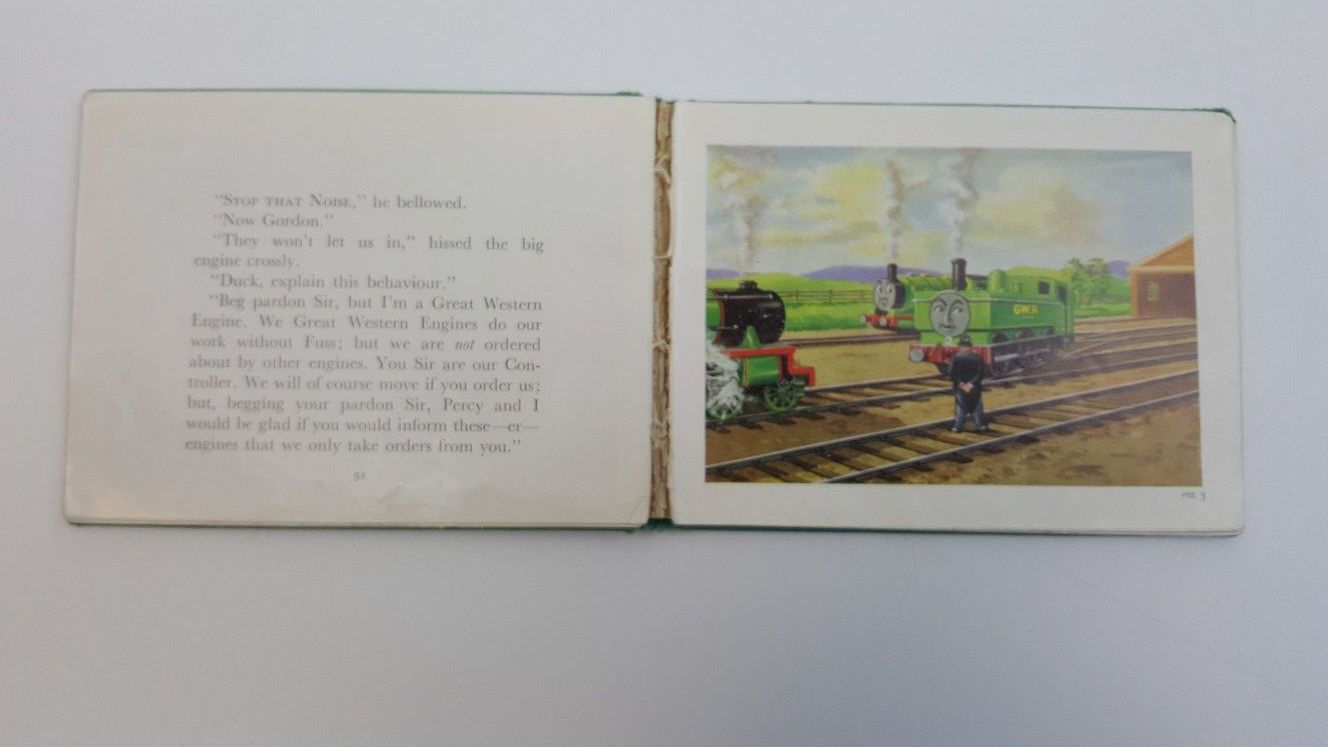 "STOP THAT NOISE," he bellowed.
"Now Gordon."
"They won't let us in," hissed the big
engine crossly.
"Duck, explain this behaviour."
"Beg pardon Sir, but I'm a Great Western
Engine. We Great Western Engines do our
work without Fuss; but we are not ordered
about by other engines. You Sir are our Con-
troller. We will of course move if you order us;
but, begging your pardon Sir, Percy and I
would be glad if you would inform these—er—
engines that we only take orders from you."
32